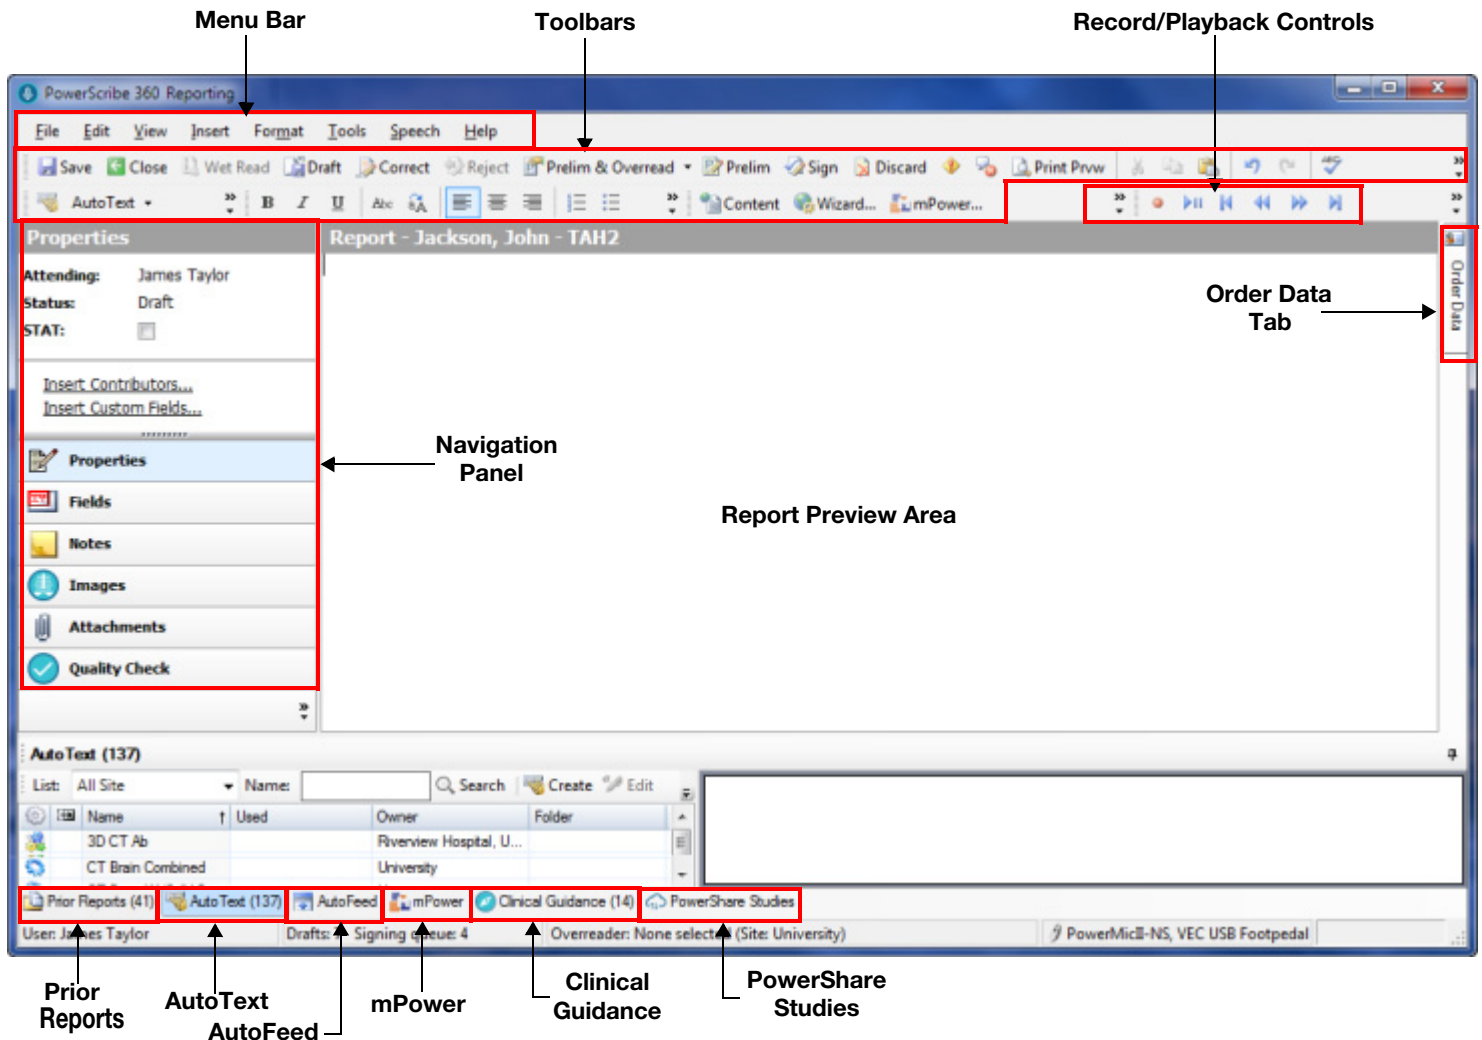 Menu Bar
Toolbars
Record/Playback Controls
PowerScribe 360 Reporting
File Edit View Insert Format Tools Speech Help
Save Close Wet Read Draft Correct Reject Prelim & Overread Prelim Sign Discard Print Prvw
AutoText B I U Abc Content Wizard... mPower...
Properties
Report - Jackson, John - TAH2
Attending: James Taylor
Status: Draft
STAT:
Order Data
Order Data
Tab
Insert Contributors...
Insert Custom Fields...
Navigation
Panel
Properties
Fields
Notes
Images
Attachments
Quality Check
Report Preview Area
AutoText (137)
List: All Site Name: Search Create Edit
Name Used Owner Folder
3D CT Ab Riverview Hospital, U...
CT Brain Combined University
Prior Reports (41) AutoText (137) AutoFeed mPower Clinical Guidance (14) PowerShare Studies
User: James Taylor Drafts: Signing queue: 4 Overreader: None selected (Site: University) PowerMicII-NS, VEC USB Footpedal
Prior
Reports
AutoText
AutoFeed
mPower
Clinical
Guidance
PowerShare
Studies